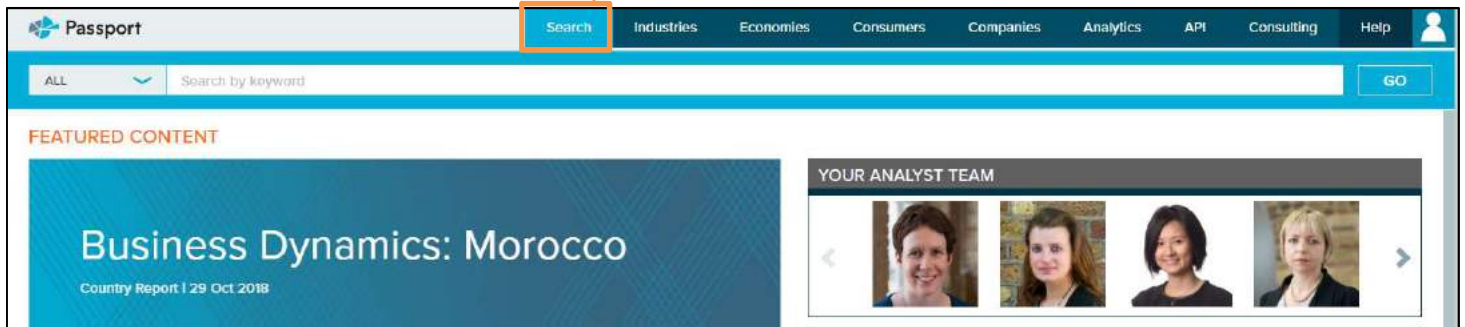 Passport
Search Industries Economies Consumers Companies Analytics API Consulting Help
ALL Search by keyword GO
FEATURED CONTENT
YOUR ANALYST TEAM
Business Dynamics: Morocco
Country Report | 29 Oct 2018